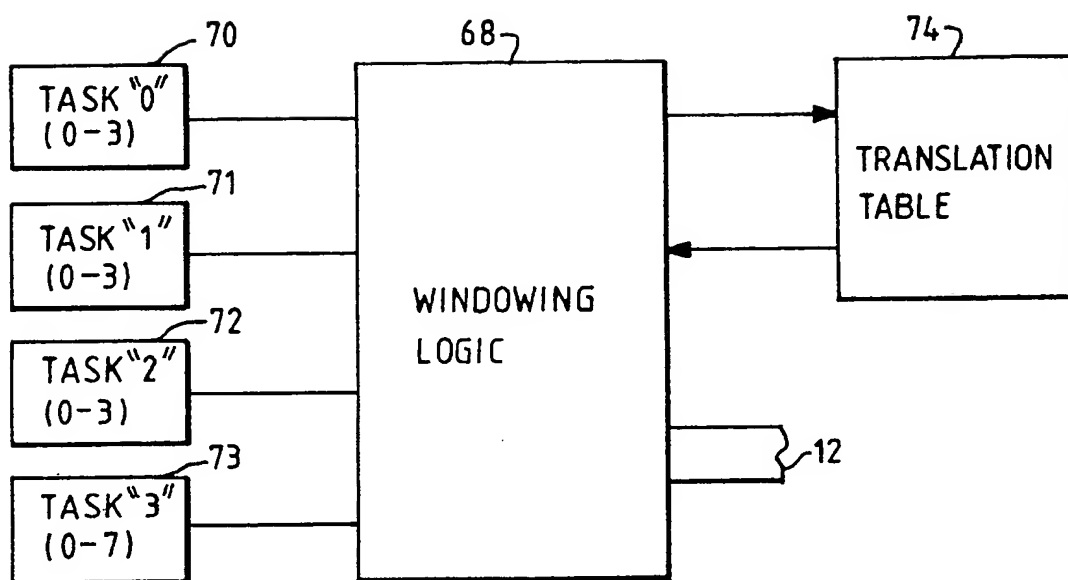 70
TASK "0"
(0-3)
71
TASK "1"
(0-3)
72
TASK "2"
(0-3)
73
TASK "3"
(0-7)
68
WINDOWING
LOGIC
74
TRANSLATION
TABLE
12